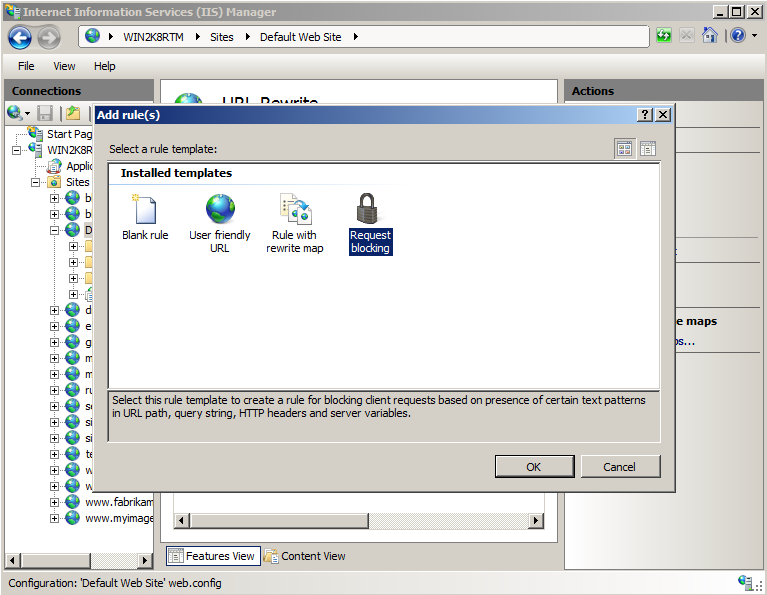 Internet Information Services (IIS) Manager
WIN2K8RTM Sites Default Web Site
File View Help
Connections
Actions
Start Pag
WIN2K8R
Applic
Sites
b
b
D
d
e
g
m
m
ru
s
si
si
te
w
w
www.fabrikam
www.myimage
URL Rewrite
Add rule(s)
Select a rule template:
Installed templates
Blank rule
User friendly
URL
Rule with
rewrite map
Request
blocking
Select this rule template to create a rule for blocking client requests based on presence of certain text patterns
in URL path, query string, HTTP headers and server variables.
OK Cancel
e maps
ps...
Features View Content View
Configuration: 'Default Web Site' web.config